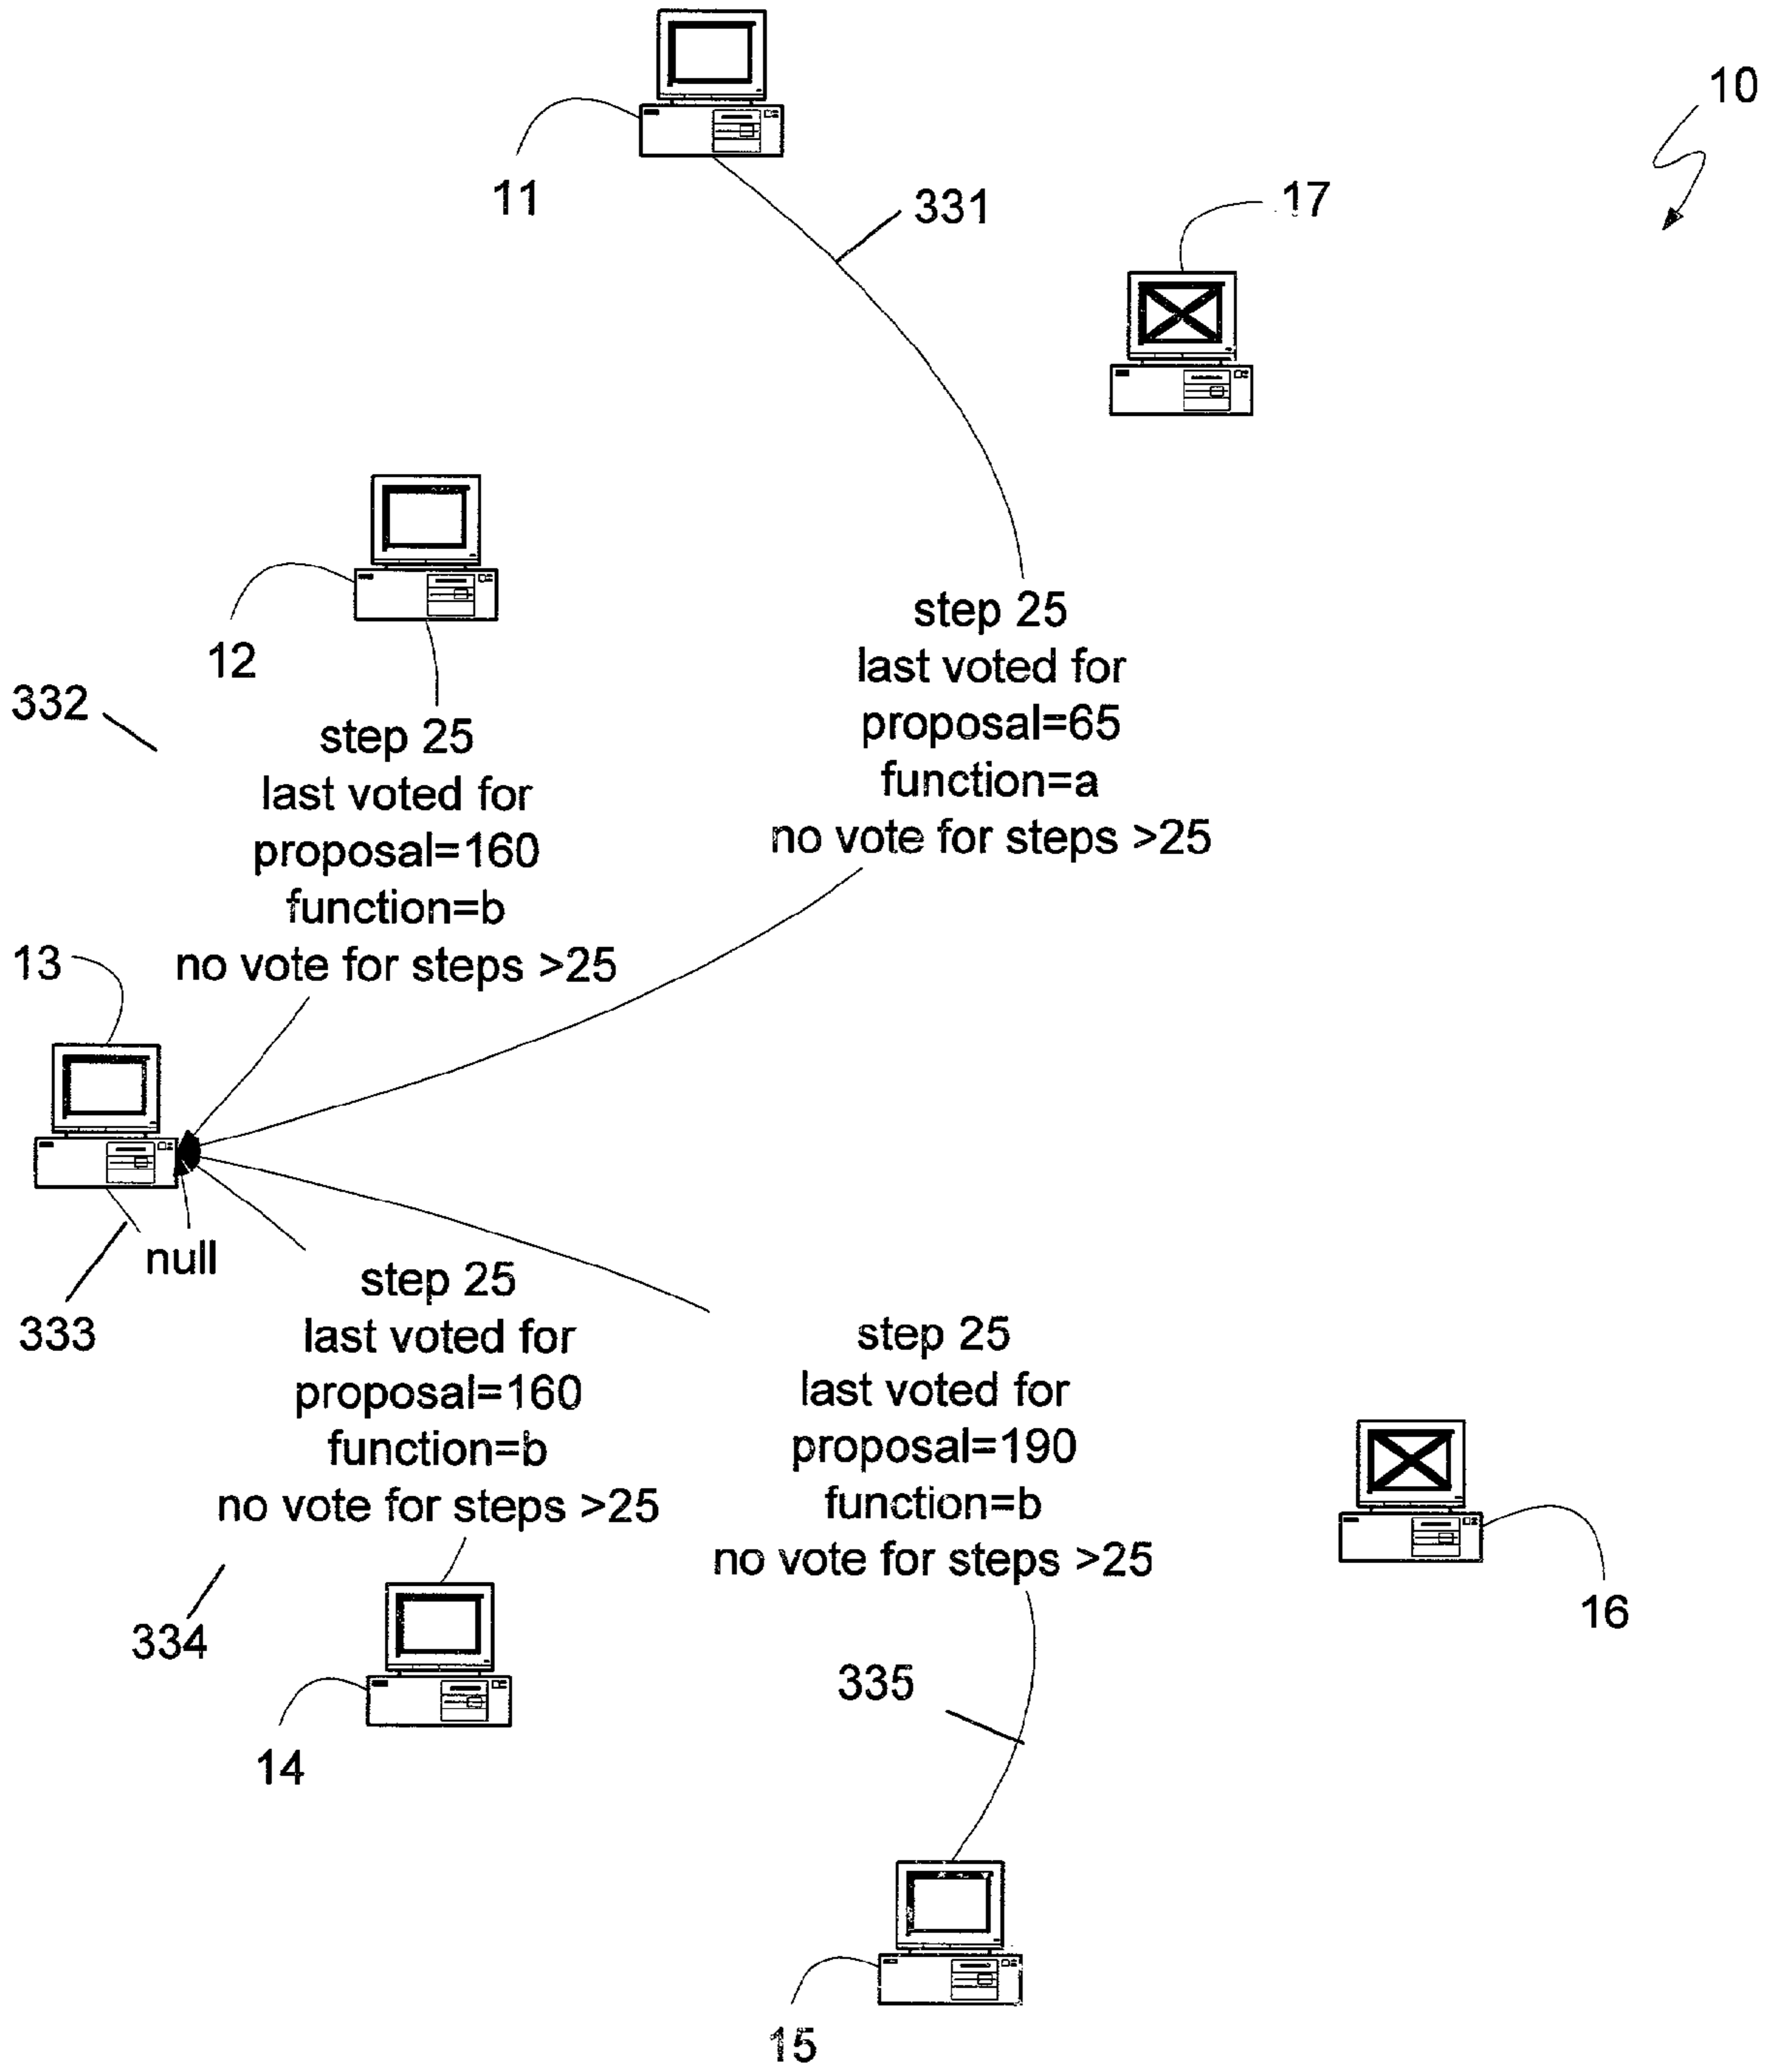 10
11
331
17
12
step 25
last voted for
proposal=65
function=a
no vote for steps >25
332
step 25
last voted for
proposal=160
function=b
no vote for steps >25
13
null
333
step 25
last voted for
proposal=160
function=b
no vote for steps >25
334
14
step 25
last voted for
proposal=190
function=b
no vote for steps >25
335
16
15